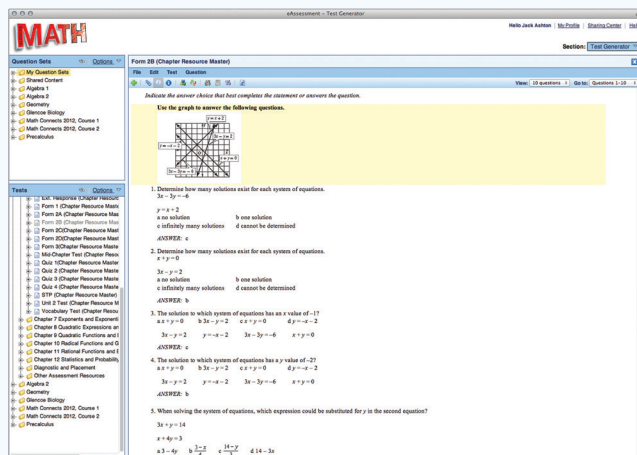 eAssessment – Test Generator
MATH
Hello Jack Ashton | My Profile | Sharing Center | Hel
Section: Test Generator
Question Sets Options
My Question Sets
Shared Content
Algebra 1
Algebra 2
Geometry
Glencoe Biology
Math Connects 2012, Course 1
Math Connects 2012, Course 2
Precalculus
Tests Options
Ext. Response (Chapter Resourc
Form 1 (Chapter Resource Maste
Form 2A (Chapter Resource Mas
Form 2B (Chapter Resource Mas
Form 2C(Chapter Resource Mast
Form 2D(Chapter Resource Mast
Form 3(Chapter Resource Maste
Mid-Chapter Test (Chapter Resou
Quiz 1(Chapter Resource Master
Quiz 2 (Chapter Resource Master
Quiz 3 (Chapter Resource Master
Quiz 4 (Chapter Resource Master
STP (Chapter Resource Master)
Unit 2 Test (Chapter Resource M
Vocabulary Test (Chapter Resou
Chapter 7 Exponents and Exponenti
Chapter 8 Quadratic Expressions an
Chapter 9 Quadratic Functions and E
Chapter 10 Radical Functions and G
Chapter 11 Rational Functions and E
Chapter 12 Statistics and Probability
Diagnostic and Placement
Other Assessment Resources
Algebra 2
Geometry
Glencoe Biology
Math Connects 2012, Course 1
Math Connects 2012, Course 2
Precalculus
Form 2B (Chapter Resource Master)
File Edit Test Question
View: 10 questions Go to: Questions 1-10
Indicate the answer choice that best completes the statement or answers the question.
Use the graph to answer the following questions.
y = x + 2
3x – y = 2
y = –x – 2
x + y = 0
3x – 3y = –6
1. Determine how many solutions exist for each system of equations.
3x – 3y = –6
y = x + 2
a no solution b one solution
c infinitely many solutions d cannot be determined
ANSWER: c
2. Determine how many solutions exist for each system of equations.
x + y = 0
3x – y = 2
a no solution b one solution
c infinitely many solutions d cannot be determined
ANSWER: b
3. The solution to which system of equations has an x value of –1?
a x + y = 0 b 3x – y = 2 c x + y = 0 d y = –x – 2
3x – y = 2 y = –x – 2 3x – 3y = –6 x + y = 0
ANSWER: c
4. The solution to which system of equations has a y value of –2?
a x + y = 0 b 3x – y = 2 c x + y = 0 d y = –x – 2
3x – y = 2 y = –x – 2 3x – 3y = –6 x + y = 0
ANSWER: b
5. When solving the system of equations, which expression could be substituted for y in the second equation?
3x + y = 14
x + 4y = 3
a 3 – 4y b 3 – x c 14 – y d 14 – 3x